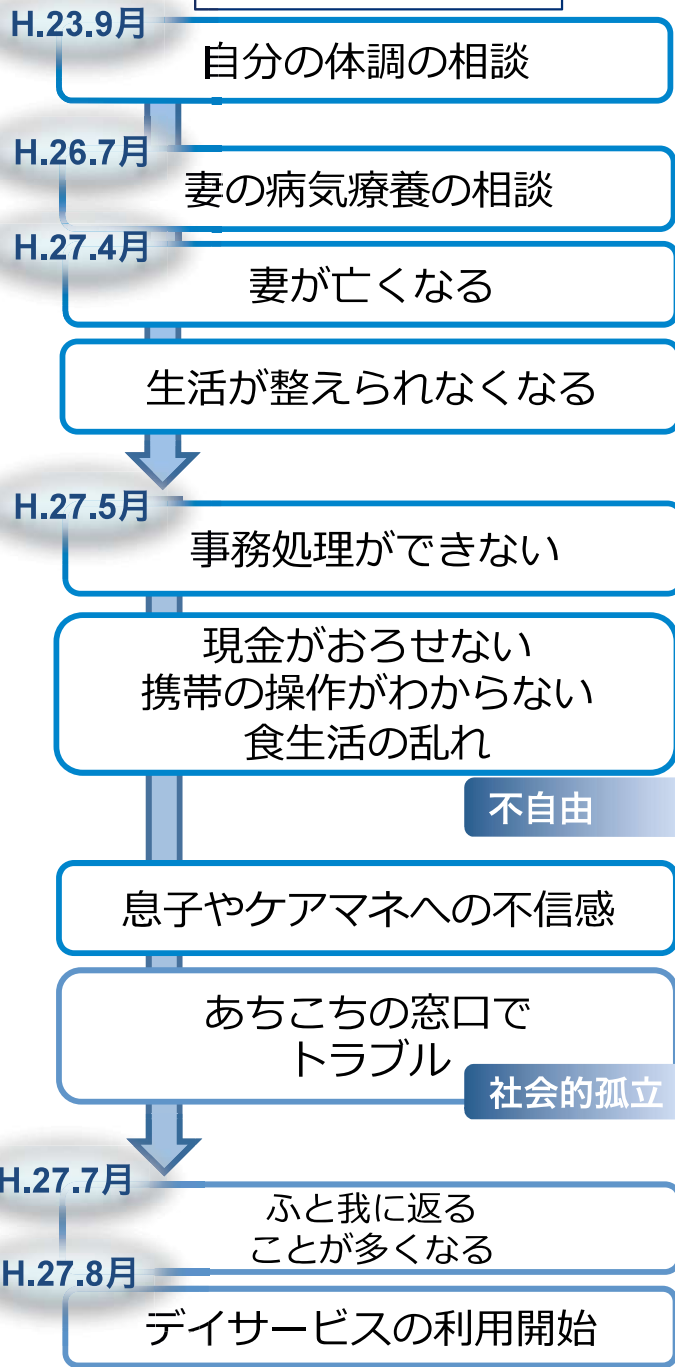 H.23.9月
自分の体調の相談
H.26.7月
妻の病気療養の相談
H.27.4月
妻が亡くなる
生活が整えられなくなる
H.27.5月
事務処理ができない
現金がおろせない
携帯の操作がわからない
食生活の乱れ
不自由
息子やケアマネへの不信感
あちこちの窓口で
トラブル
社会的孤立
H.27.7月
ふと我に返る
ことが多くなる
H.27.8月
デイサービスの利用開始